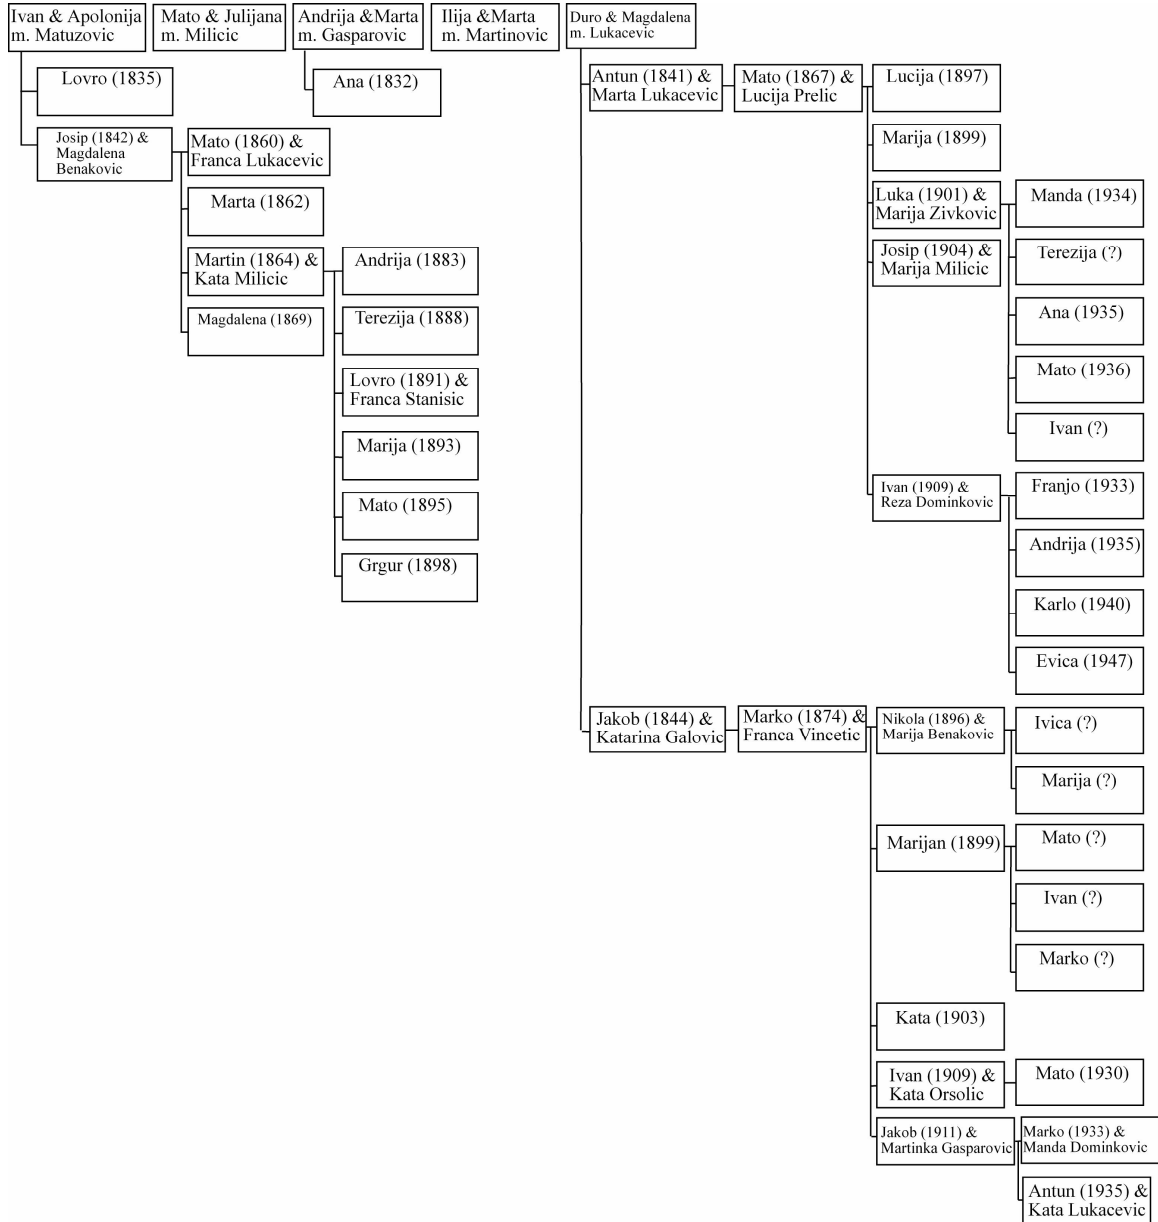 Ivan & Apolonija
m. Matuzovic
Mato & Julijana
m. Milicic
Andrija &Marta
m. Gasparovic
Ilija &Marta
m. Martinovic
Duro & Magdalena
m. Lukacevic
Lovro (1835)
Josip (1842) &
Magdalena
Benakovic
Mato (1860) &
Franca Lukacevic
Marta (1862)
Martin (1864) &
Kata Milicic
Magdalena (1869)
Andrija (1883)
Terezija (1888)
Lovro (1891) &
Franca Stanisic
Marija (1893)
Mato (1895)
Grgur (1898)
Ana (1832)
Antun (1841) &
Marta Lukacevic
Mato (1867) &
Lucija Prelic
Lucija (1897)
Marija (1899)
Luka (1901) &
Marija Zivkovic
Josip (1904) &
Marija Milicic
Manda (1934)
Terezija (?)
Ana (1935)
Mato (1936)
Ivan (?)
Ivan (1909) &
Reza Dominkovic
Franjo (1933)
Andrija (1935)
Karlo (1940)
Evica (1947)
Jakob (1844) &
Katarina Galovic
Marko (1874) &
Franca Vincetic
Nikola (1896) &
Marija Benakovic
Ivica (?)
Marija (?)
Marijan (1899)
Mato (?)
Ivan (?)
Marko (?)
Kata (1903)
Ivan (1909) &
Kata Orsolic
Mato (1930)
Jakob (1911) &
Martinka Gasparovic
Marko (1933) &
Manda Dominkovic
Antun (1935) &
Kata Lukacevic